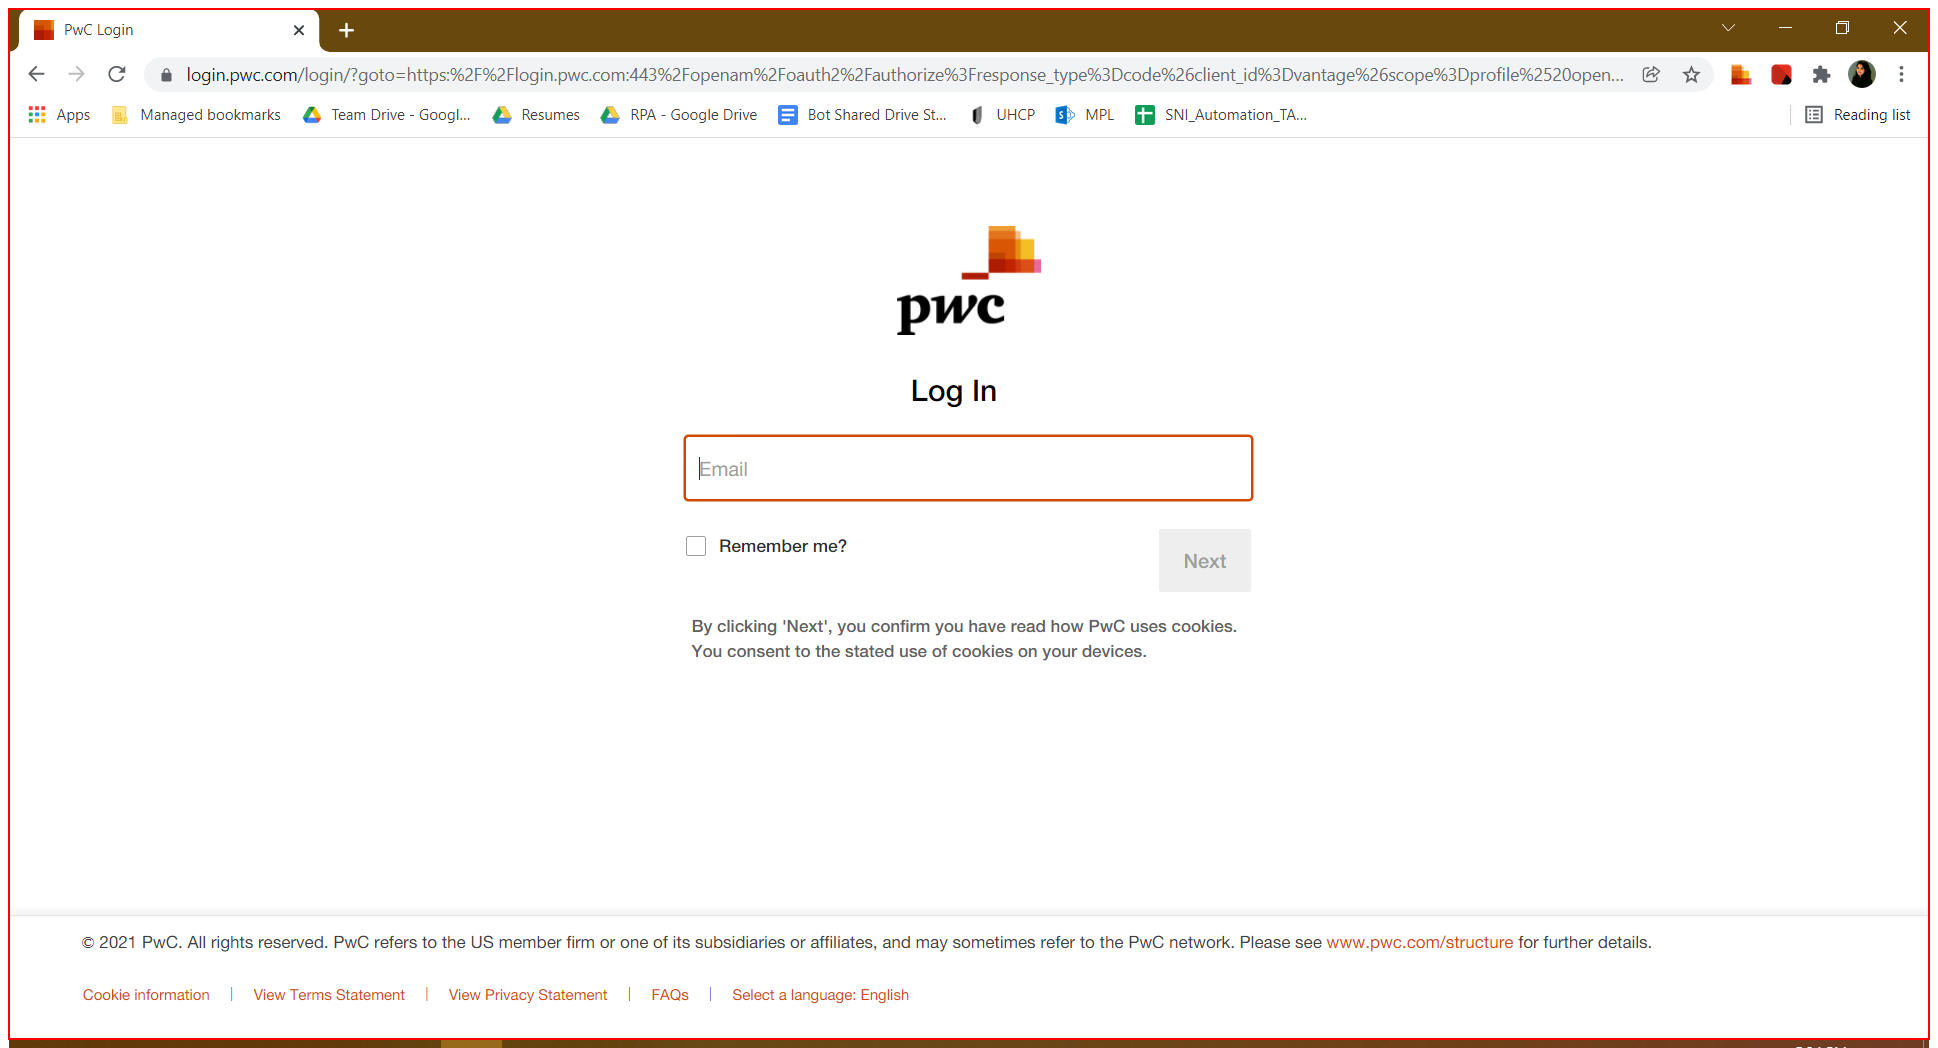 PwC Login
login.pwc.com/login/?goto=https:%2F%2Flogin.pwc.com:443%2Fopenam%2Foauth2%2Fauthorize%3Fresponse_type%3Dcode%26client_id%3Dvantage%26scope%3Dprofile%2520open...
Apps Managed bookmarks Team Drive - Googl... Resumes RPA - Google Drive Bot Shared Drive St... UHCP MPL SNI_Automation_TA... Reading list
pwc
Log In
Email
Remember me?
Next
By clicking 'Next', you confirm you have read how PwC uses cookies.
You consent to the stated use of cookies on your devices.
© 2021 PwC. All rights reserved. PwC refers to the US member firm or one of its subsidiaries or affiliates, and may sometimes refer to the PwC network. Please see www.pwc.com/structure for further details.
Cookie information | View Terms Statement | View Privacy Statement | FAQs | Select a language: English